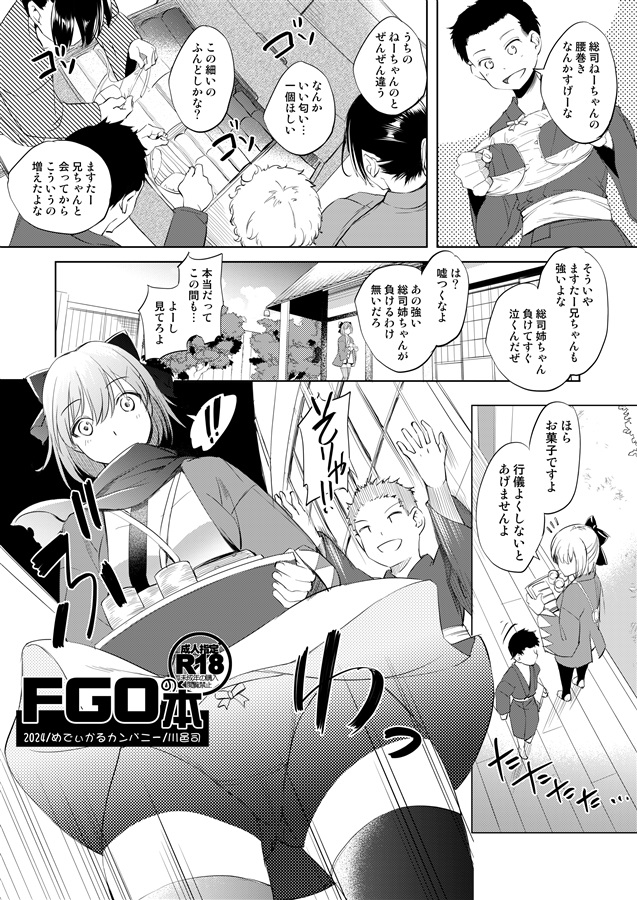 総司ねーちゃんの
腰巻き
なんかすげーな
うちの
ねーちゃんのと
ぜんぜん違う
なんか
いい匂い…
一個ほしい
この細いの
ふんどしかな?
ますたー
兄ちゃんと
会ってから
こういうの
増えたよな
そういや
ますたー兄ちゃんも
強いよな
総司姉ちゃん
負けてすぐ
泣くんだぜ
は?
嘘つくなよ
あの強い
総司姉ちゃんが
負けるわけ
無いだろ
本当だって
この間も…
よーし
見てろよ
ほら
お菓子ですよ
行儀よくしないと
あげませんよ
そりゃ!!
!!
成人指定
R18
未成年の購入
閲覧禁止
FGOの本
2024/めでぃかるカンパニー/川邑司